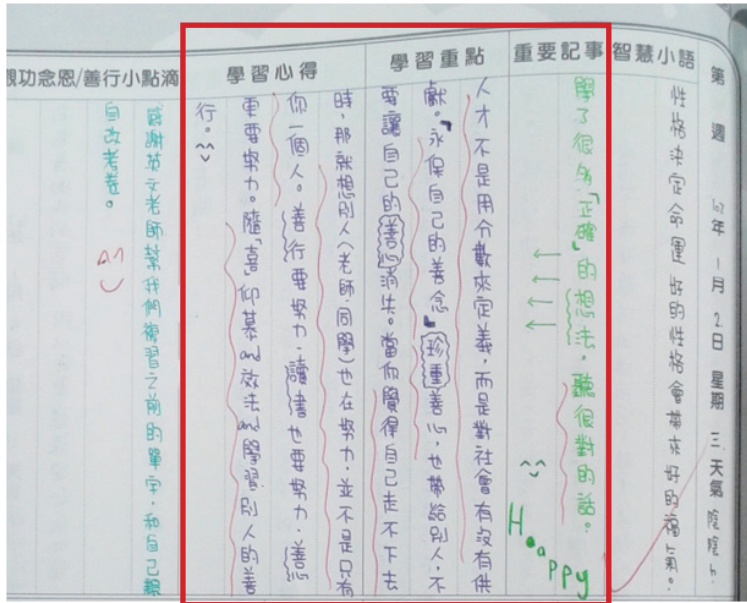 第 週 102年 1月 2日 星期 三 天氣 陰陰ㄉ
智慧小語
性格決定命運 好的性格會帶來好的福氣。
重要記事
學了很多「正確」的想法，聽很對的話。
^^
Happy
學習重點
人才不是用分數來定義，而是對社會有沒有供
獻。「永保自己的善念」珍重善心，也帶給別人，不
要讓自己的善心消失。當你覺得自己走不下去
學習心得
時，那就想別人(老師、同學)也在努力，並不是只有
你一個人。善行要努力，讀書也要努力，善心
更要努力。隨「喜」仰慕and效法and學習別人的善
行。^^
觀功念恩/善行小點滴
感謝英文老師幫我們複習之前的單字，和自己親
自改考卷。